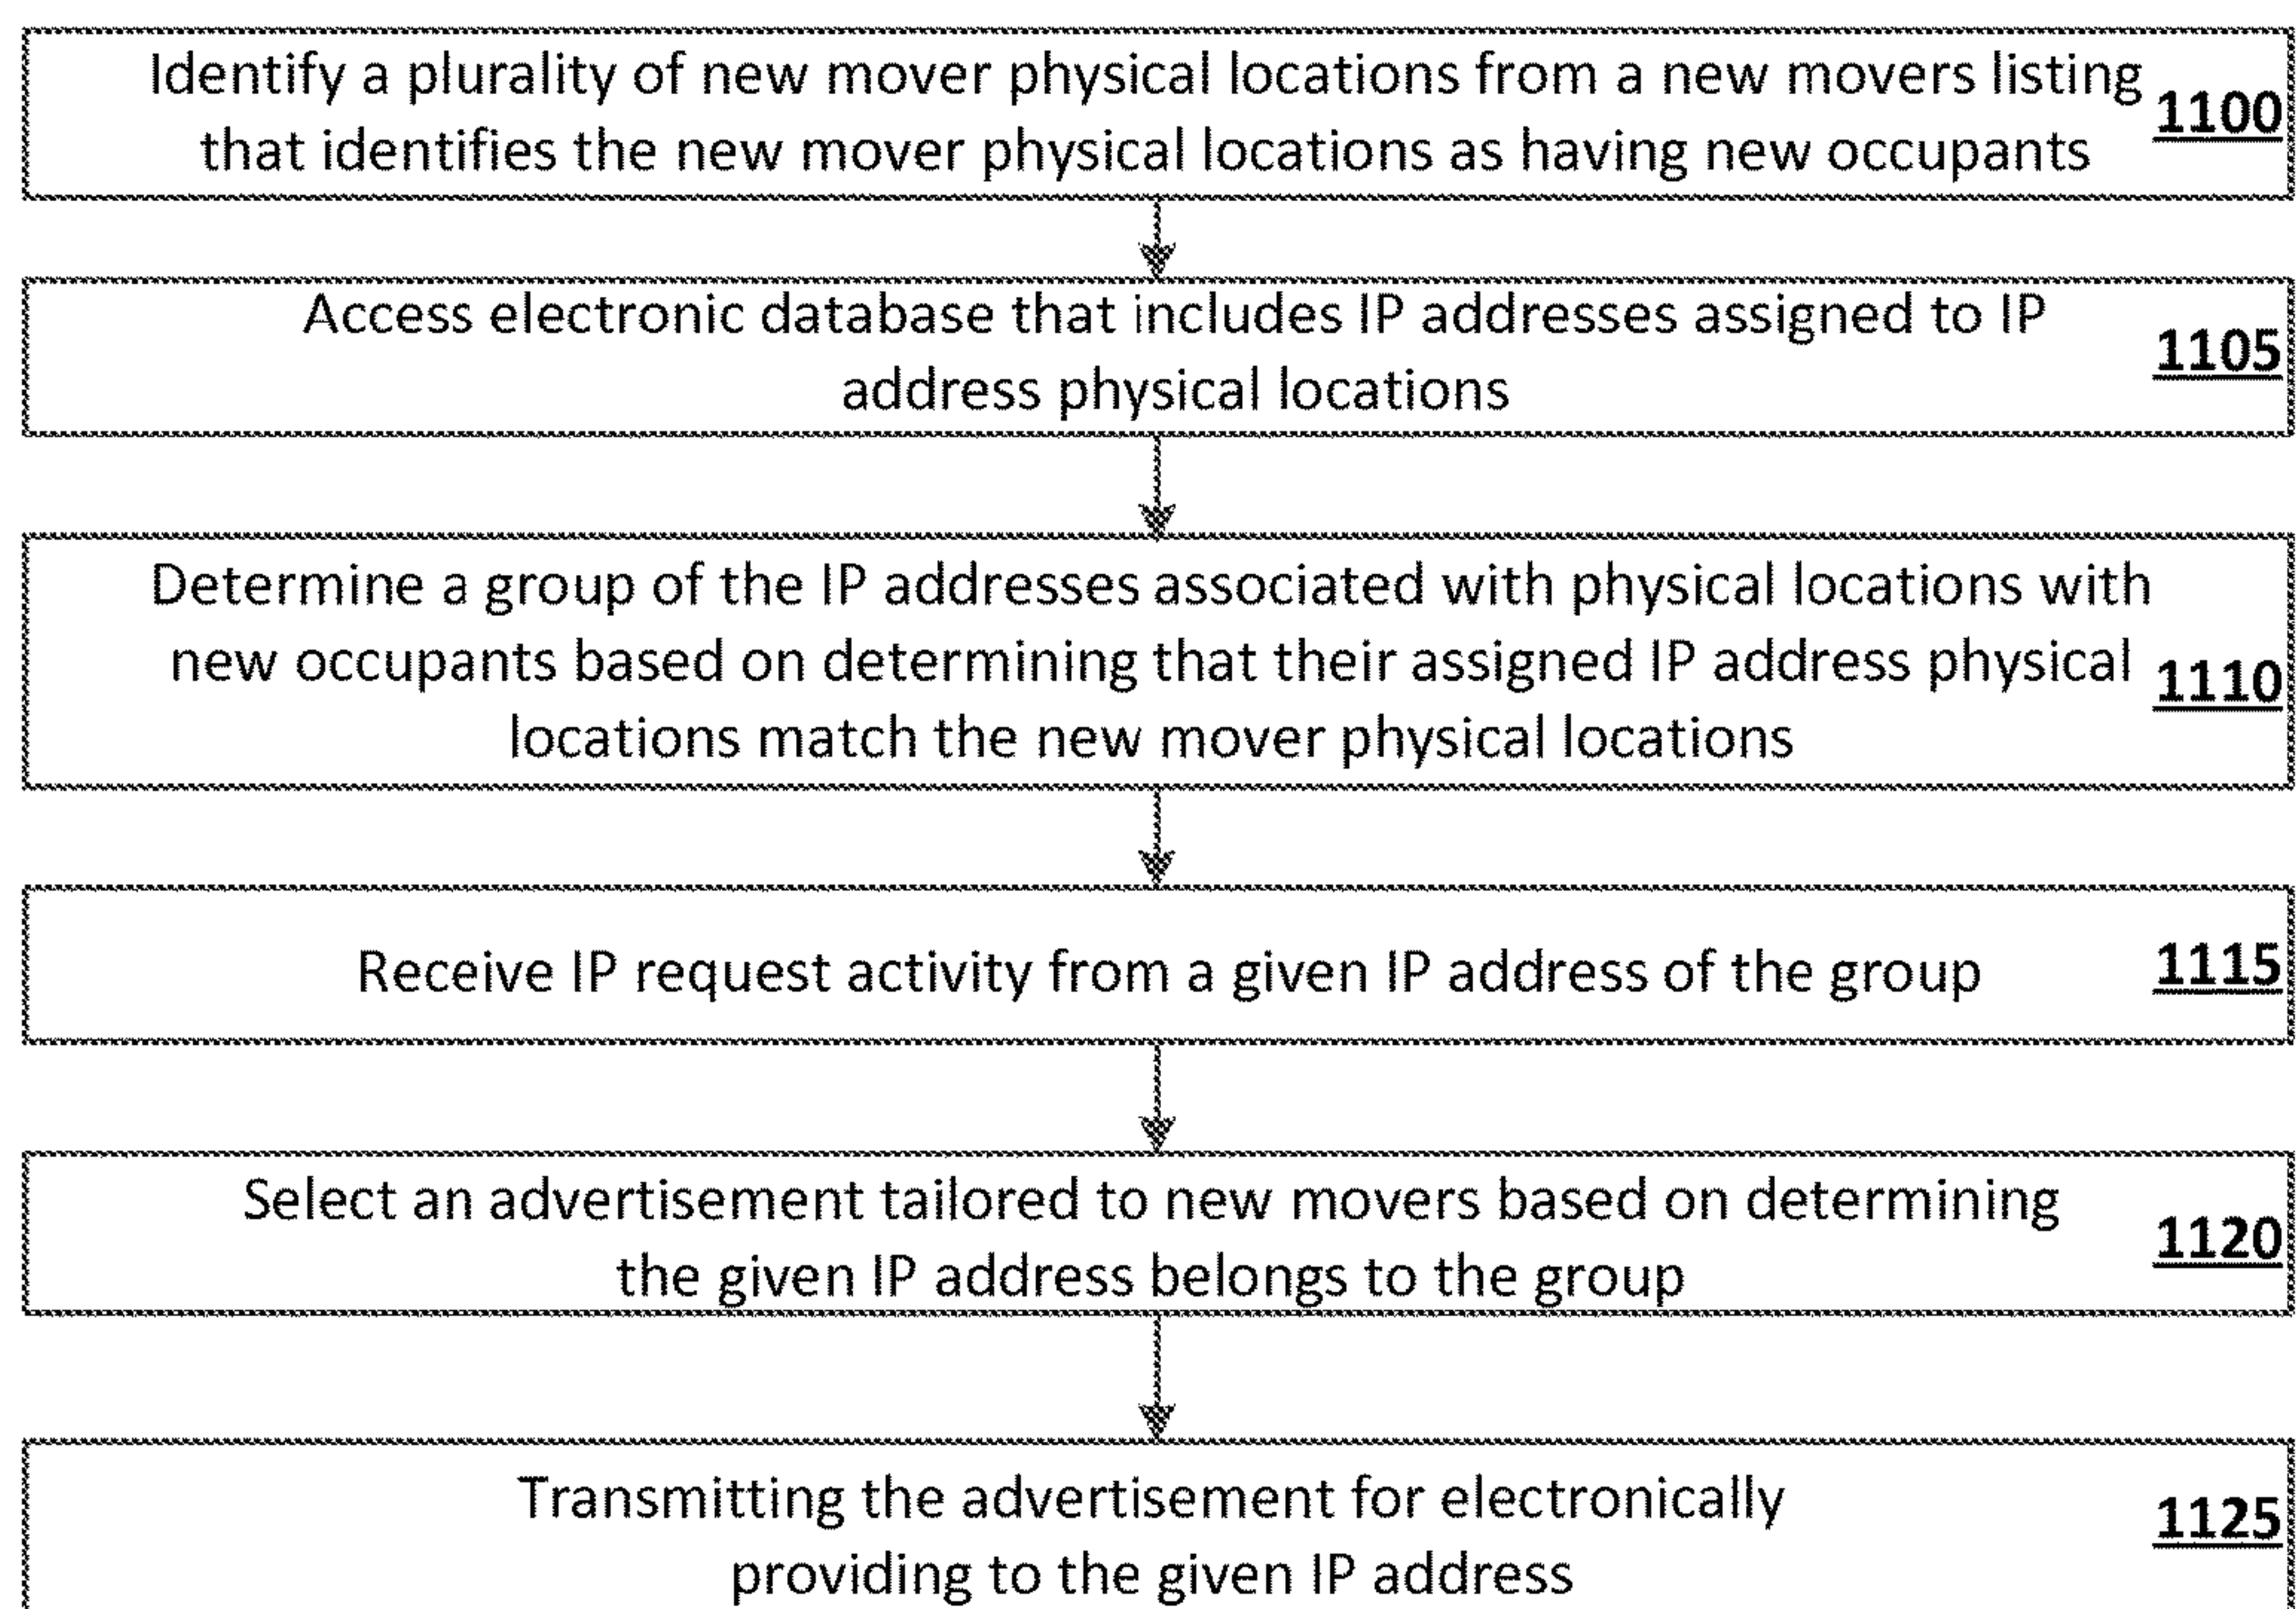 Identify a plurality of new mover physical locations from a new movers listing
that identifies the new mover physical locations as having new occupants
1100
Access electronic database that includes IP addresses assigned to IP
address physical locations
1105
Determine a group of the IP addresses associated with physical locations with
new occupants based on determining that their assigned IP address physical
locations match the new mover physical locations
1110
Receive IP request activity from a given IP address of the group
1115
Select an advertisement tailored to new movers based on determining
the given IP address belongs to the group
1120
Transmitting the advertisement for electronically
providing to the given IP address
1125